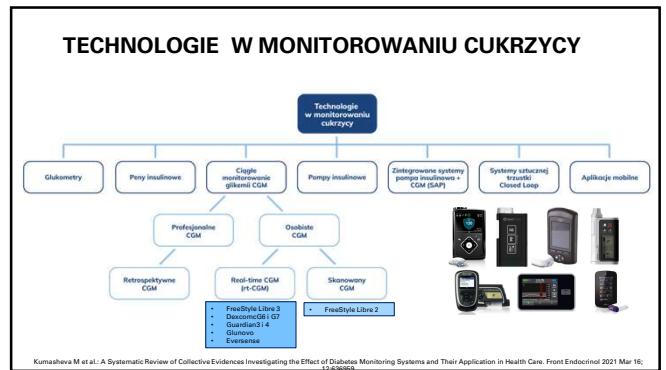 TECHNOLOGIE W MONITOROWANIU CUKRZYCY
Technologie
w monitorowaniu
cukrzycy
Glukometry
Peny insulinowe
Ciągłe
monitorowanie
glikemii CGM
Pompy insulinowe
Zintegrowane systemy
pompa insulinowa +
CGM (SAP)
Systemy sztucznej
trzustki
Closed Loop
Aplikacje mobilne
Profesjonalne
CGM
Osobiste
CGM
Retrospektywne
CGM
Real-time CGM
(rt-CGM)
Skanowany
CGM
• FreeStyle Libre 3
• DexcomcG6 i G7
• Guardian3 i 4
• Glunovo
• Eversense
• FreeStyle Libre 2
Kumasheva M et al.: A Systematic Review of Collective Evidences Investigating the Effect of Diabetes Monitoring Systems and Their Application in Health Care. Front Endocrinol 2021 Mar 16;
12:636959